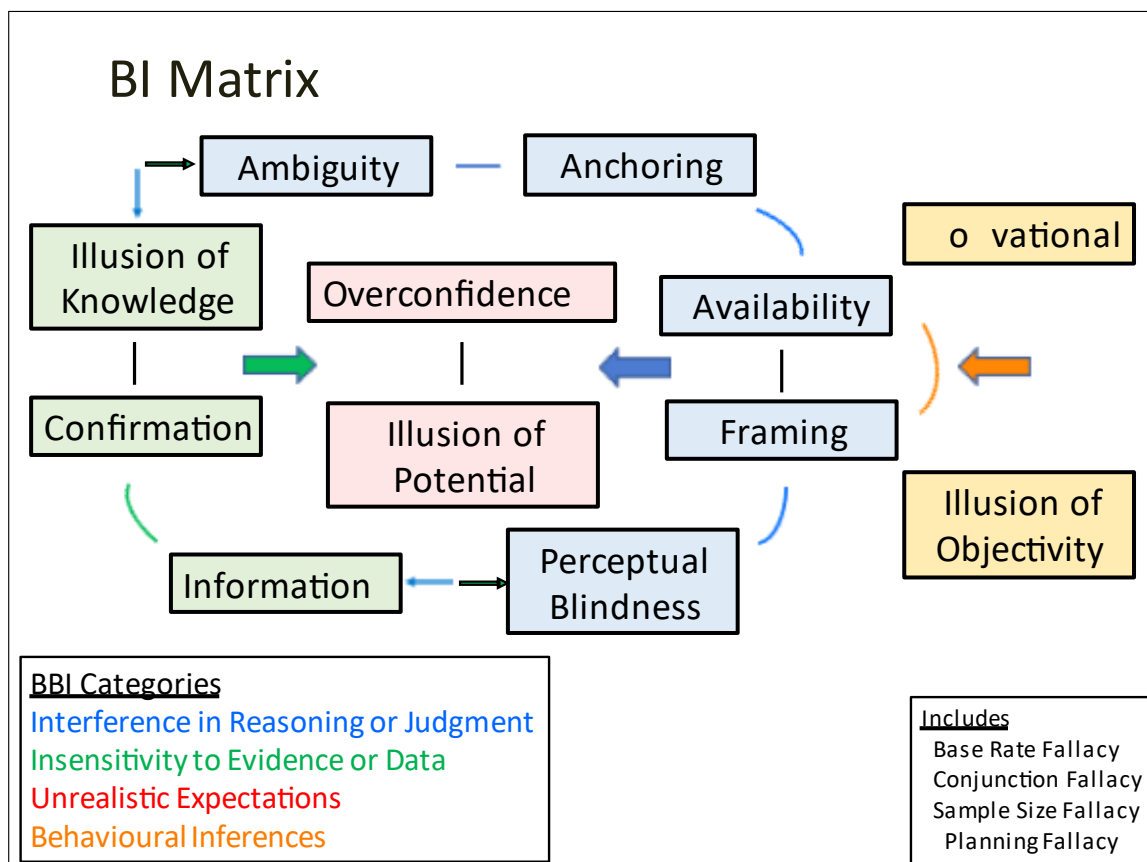 BI Matrix
Ambiguity
Anchoring
Illusion of
Knowledge
Overconfidence
Availability
o vational
Confirmation
Illusion of
Potential
Framing
Illusion of
Objectivity
Information
Perceptual
Blindness
BBI Categories
Interference in Reasoning or Judgment
Insensitivity to Evidence or Data
Unrealistic Expectations
Behavioural Inferences
Includes
Base Rate Fallacy
Conjunction Fallacy
Sample Size Fallacy
Planning Fallacy